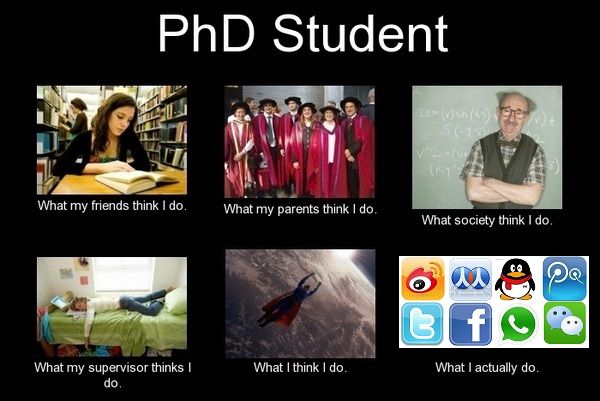 PhD Student
What my friends think I do.
What my parents think I do.
What society think I do.
What my supervisor thinks I
do.
What I think I do.
What I actually do.